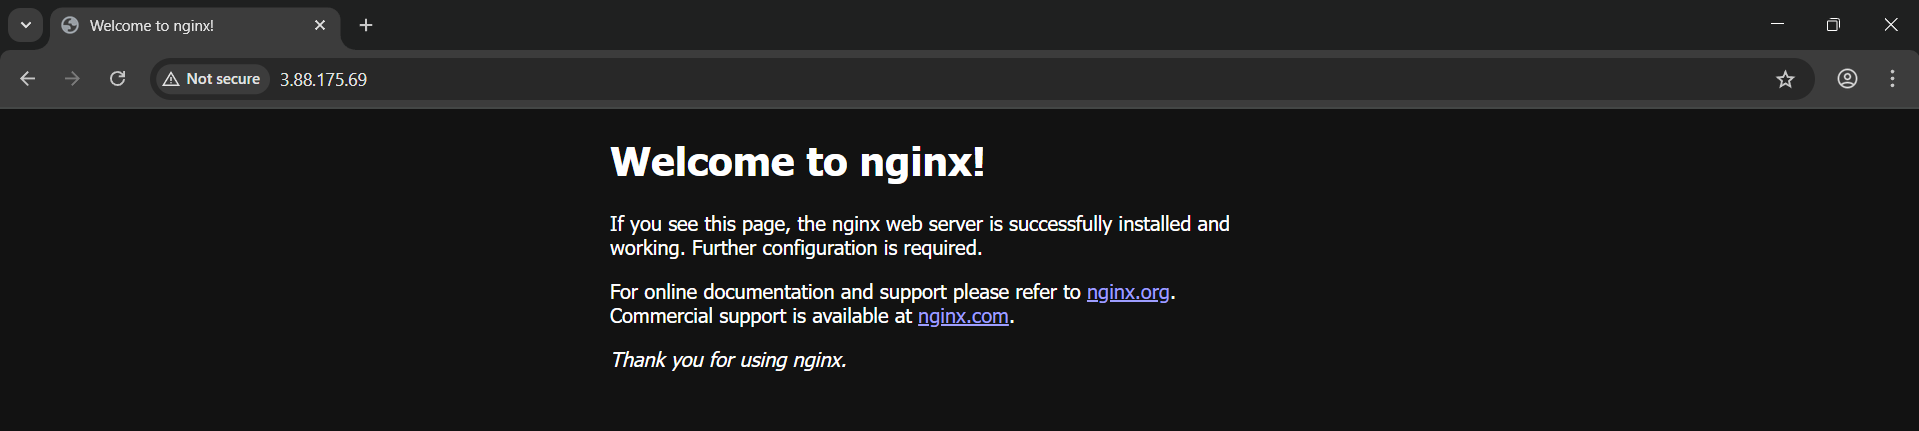 Welcome to nginx!
Not secure
3.88.175.69
Welcome to nginx!
If you see this page, the nginx web server is successfully installed and
working. Further configuration is required.
For online documentation and support please refer to nginx.org.
Commercial support is available at nginx.com.
Thank you for using nginx.